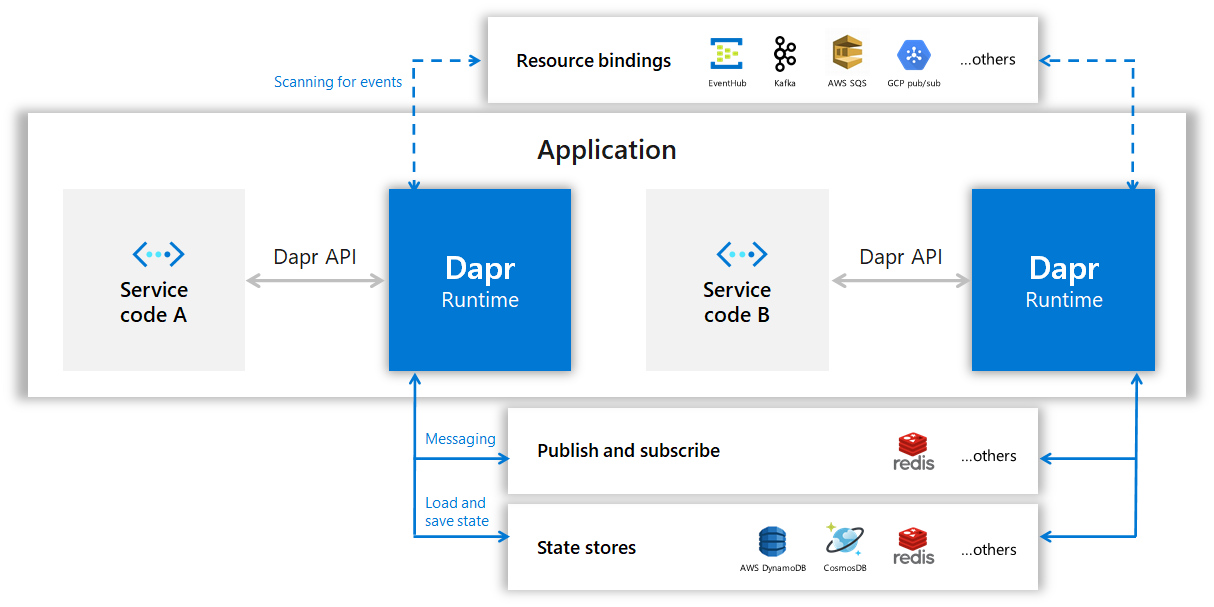 Resource bindings
EventHub
Kafka
AWS SQS
GCP pub/sub
...others
Scanning for events
Application
Service
code A
Dapr API
Dapr
Runtime
Service
code B
Dapr API
Dapr
Runtime
Messaging
Publish and subscribe
redis
...others
Load and
save state
State stores
AWS DynamoDB
CosmosDB
redis
...others